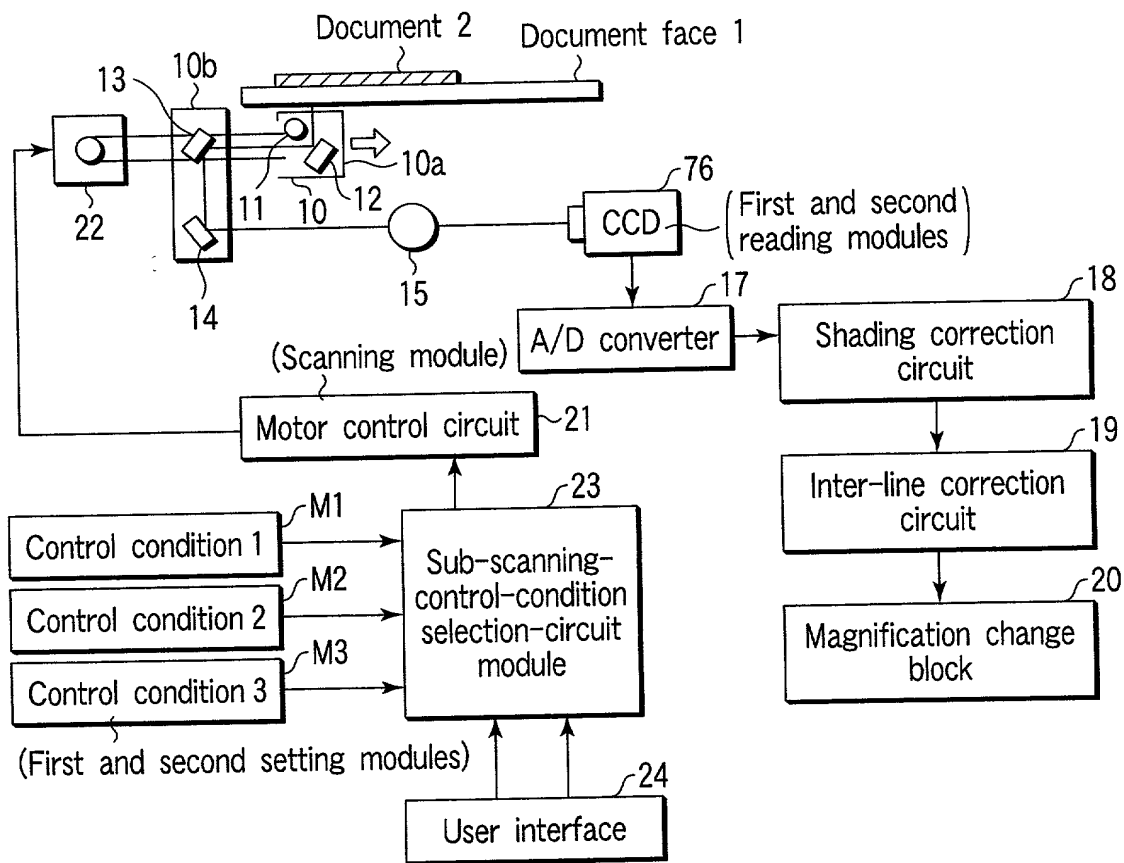 Document 2
Document face 1
10b
13
10a
11
10
12
22
14
15
76
CCD
(First and second
reading modules)
17
A/D converter
18
Shading correction
circuit
(Scanning module)
Motor control circuit
21
19
Inter-line correction
circuit
M1
Control condition 1
M2
Control condition 2
M3
Control condition 3
(First and second setting modules)
23
Sub-scanning-
control-condition
selection-circuit
module
20
Magnification change
block
24
User interface